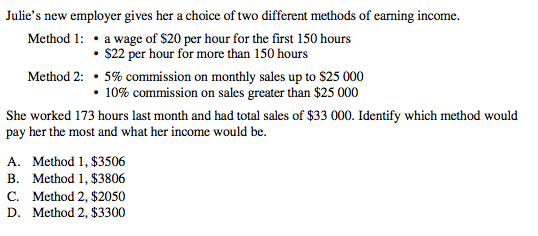 Julie's new employer gives her a choice of two different methods of earning income.
Method 1: • a wage of $20 per hour for the first 150 hours
• $22 per hour for more than 150 hours
Method 2: • 5% commission on monthly sales up to $25 000
• 10% commission on sales greater than $25 000
She worked 173 hours last month and had total sales of $33 000. Identify which method would
pay her the most and what her income would be.
A. Method 1, $3506
B. Method 1, $3806
C. Method 2, $2050
D. Method 2, $3300